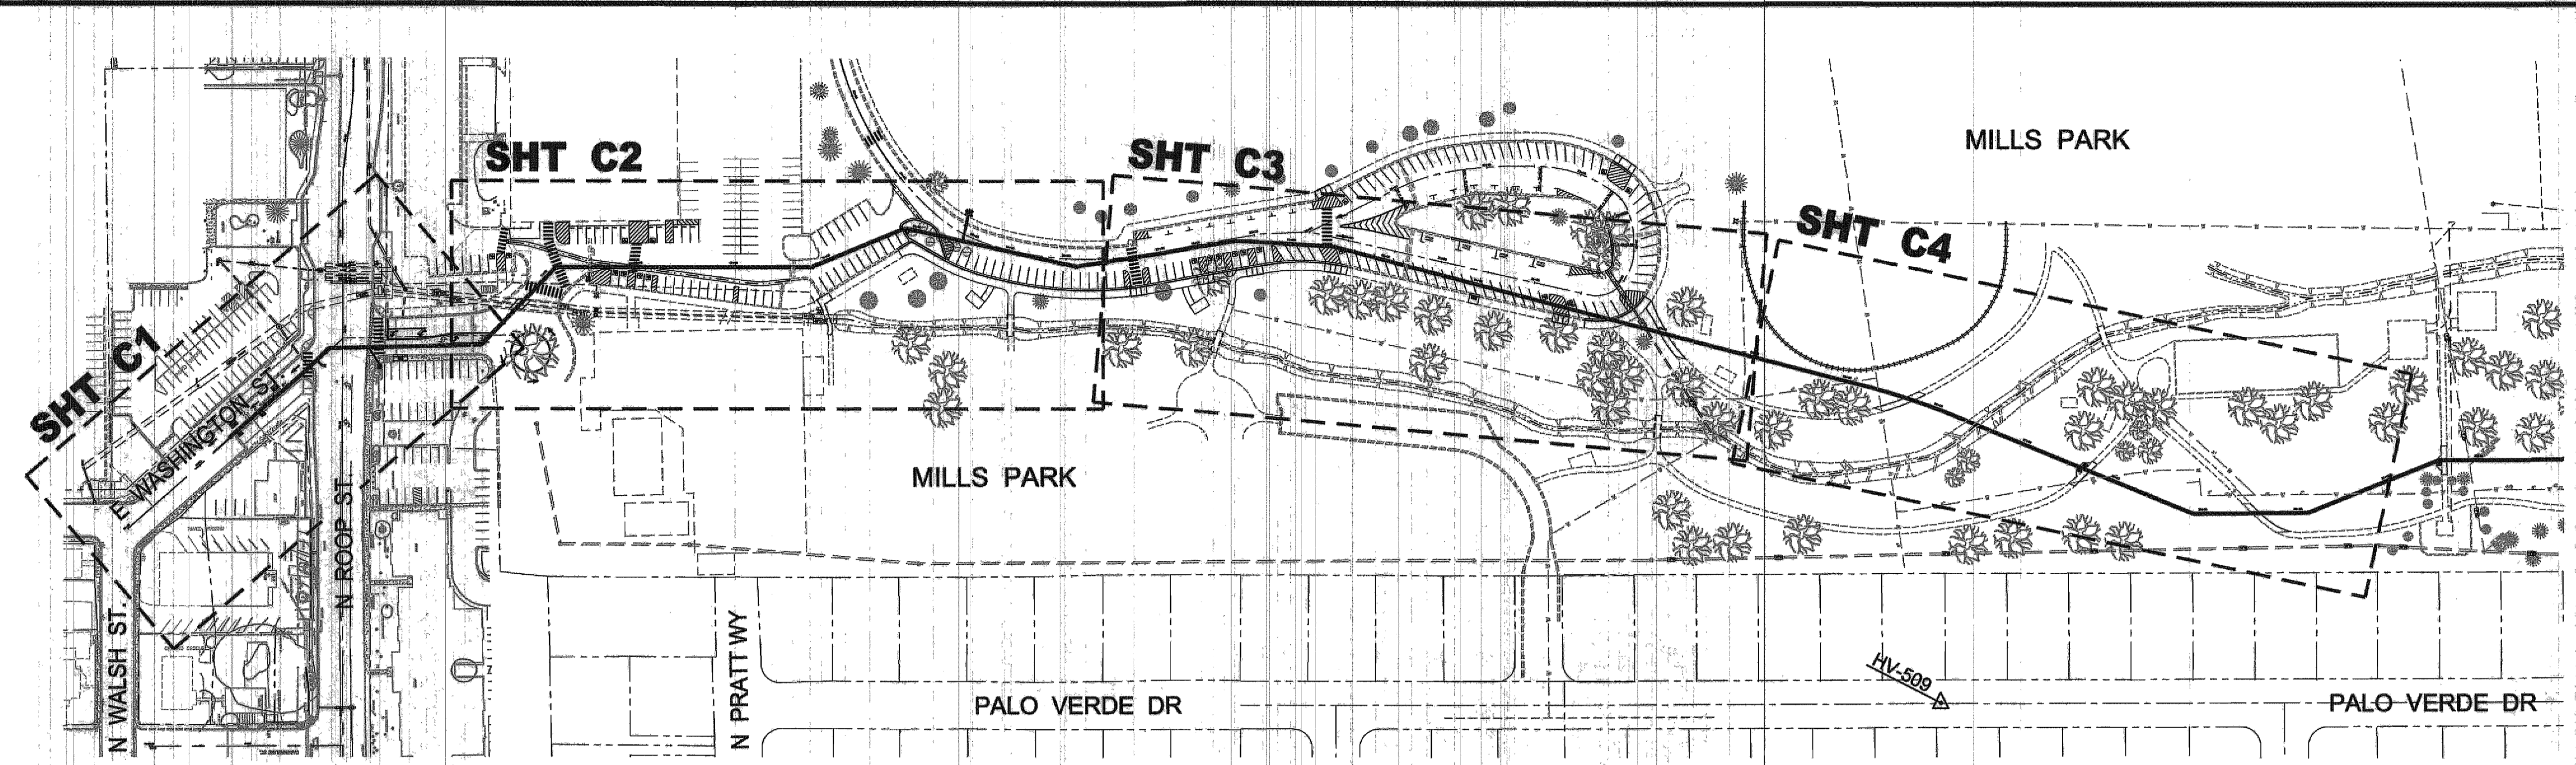 SHT C1
SHT C2
SHT C3
SHT C4
MILLS PARK
MILLS PARK
E WASHINGTON ST.
N ROOP ST.
N WALSH ST.
N PRATT WY
PALO VERDE DR
HV-509
PALO VERDE DR